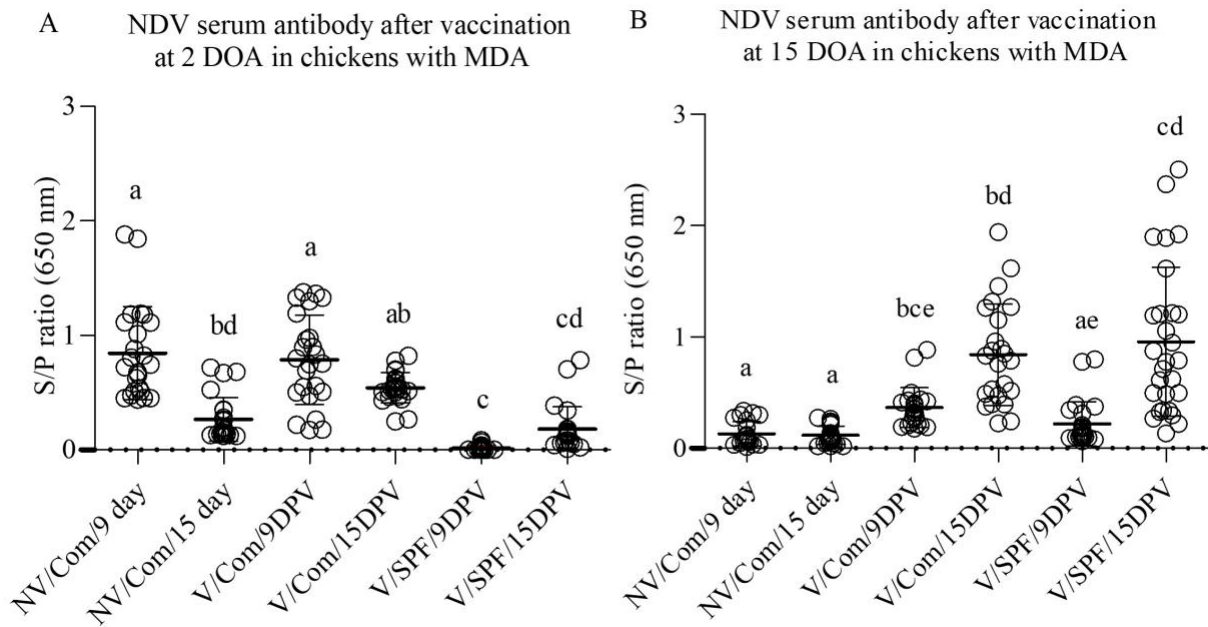 A
NDV serum antibody after vaccination
at 2 DOA in chickens with MDA
S/P ratio (650 nm)
3
2
1
0
a
bd
a
ab
c
cd
NV/Com/9 day
NV/Com/15 day
V/Com/9DPV
V/Com/15DPV
V/SPF/9DPV
V/SPF/15DPV
B
NDV serum antibody after vaccination
at 15 DOA in chickens with MDA
S/P ratio (650 nm)
3
2
1
0
a
a
bce
bd
ae
cd
NV/Com/9 day
NV/Com/15 day
V/Com/9DPV
V/Com/15DPV
V/SPF/9DPV
V/SPF/15DPV